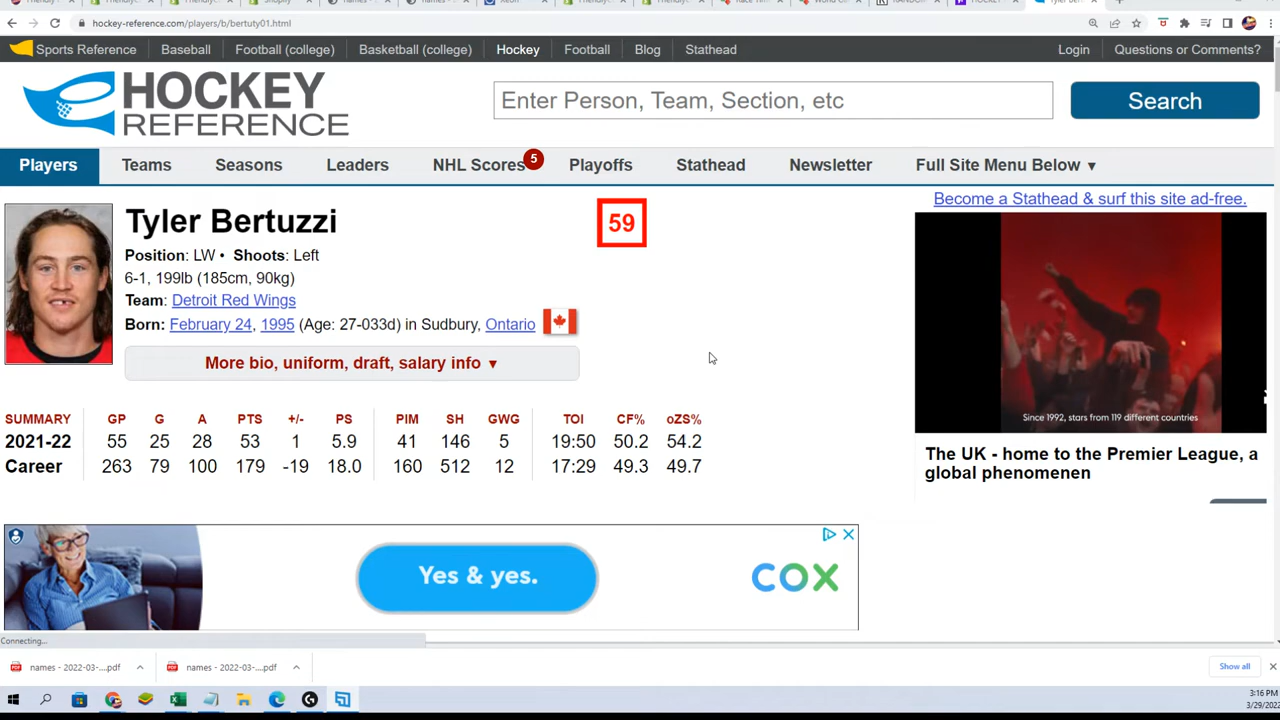 Shopify
names -
names -
hockey-reference.com/players/b/bertuty01.html
Sports Reference Baseball Football (college) Basketball (college) Hockey Football Blog Stathead Login Questions or Comments?
HOCKEY
REFERENCE
Enter Person, Team, Section, etc
Search
Players Teams Seasons Leaders NHL Scores 5 Playoffs Stathead Newsletter Full Site Menu Below ▼
Become a Stathead & surf this site ad-free.
Tyler Bertuzzi
59
Position: LW • Shoots: Left
6-1, 199lb (185cm, 90kg)
Team: Detroit Red Wings
Born: February 24, 1995 (Age: 27-033d) in Sudbury, Ontario
More bio, uniform, draft, salary info ▼
Since 1992, stars from 119 different countries
SUMMARY GP G A PTS +/- PS PIM SH GWG TOI CF% oZS%
2021-22 55 25 28 53 1 5.9 41 146 5 19:50 50.2 54.2
Career 263 79 100 179 -19 18.0 160 512 12 17:29 49.3 49.7
The UK - home to the Premier League, a
global phenomenen
Yes & yes.
COX
Connecting...
names - 2022-03-....pdf
names - 2022-03-....pdf
Show all
3:16 PM
3/29/202